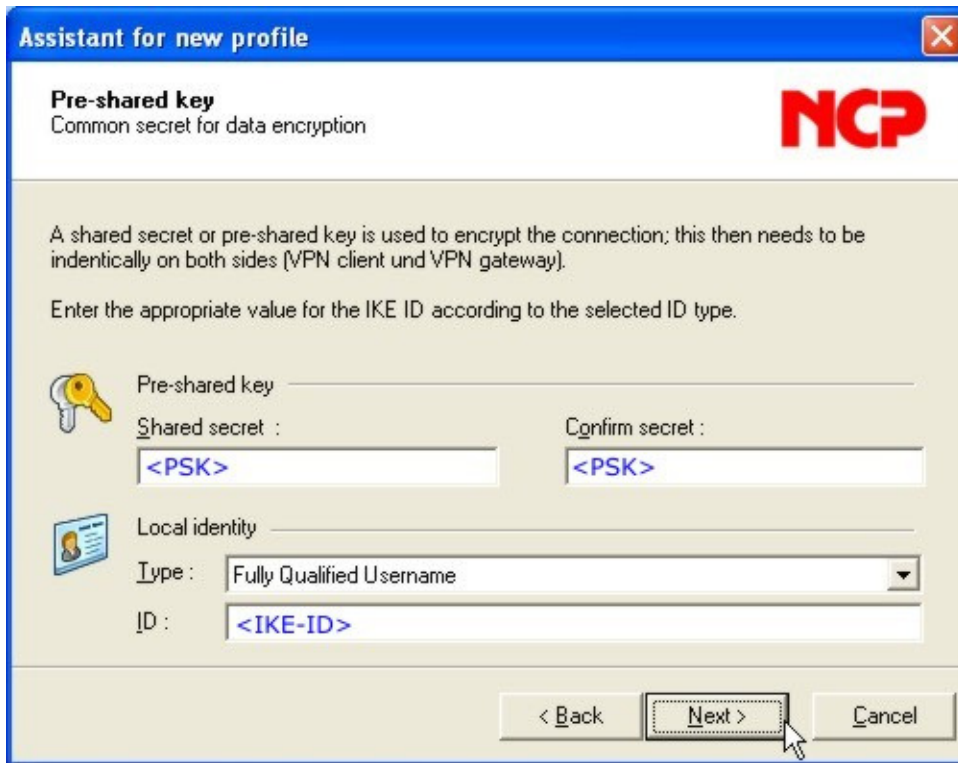 Assistant for new profile
Pre-shared key
Common secret for data encryption
NCP
A shared secret or pre-shared key is used to encrypt the connection; this then needs to be
indentically on both sides (VPN client und VPN gateway).
Enter the appropriate value for the IKE ID according to the selected ID type.
Pre-shared key
Shared secret :
Confirm secret :
<PSK>
<PSK>
Local identity
Type : Fully Qualified Username
ID : <IKE-ID>
< Back
Next >
Cancel